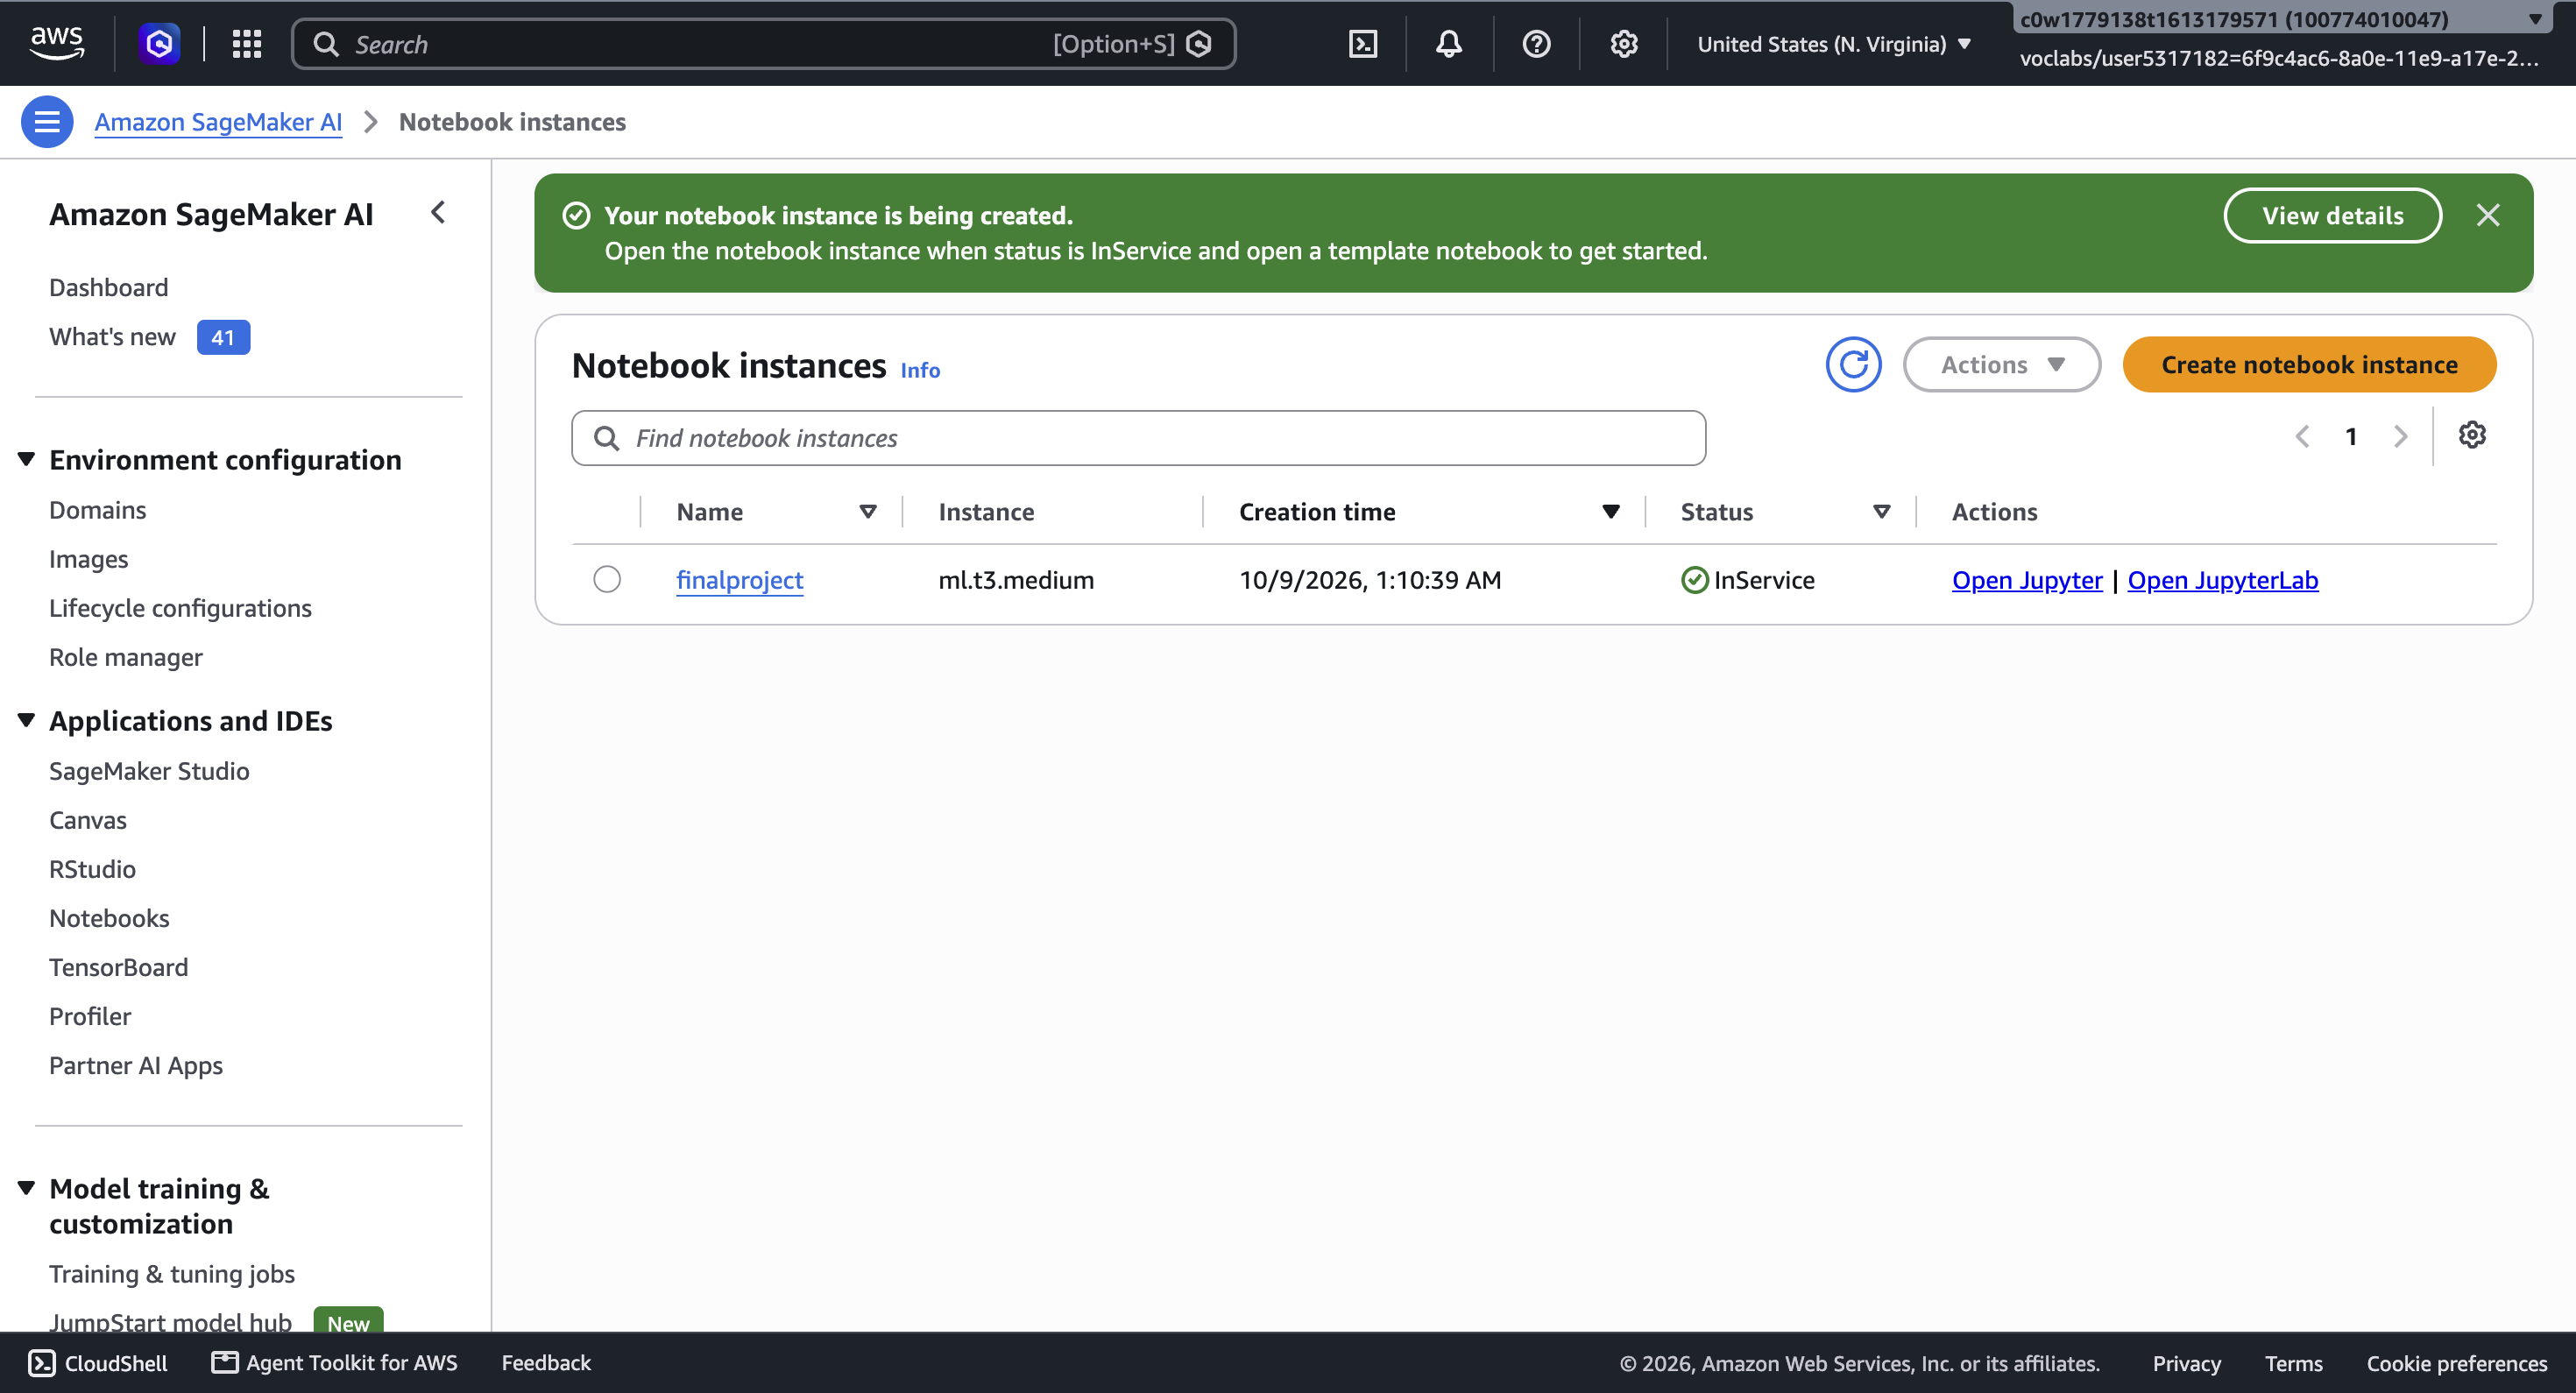 aws
Search [Option+S]
United States (N. Virginia)
c0w1779138t1613179571 (100774010047)
voclabs/user5317182=6f9c4ac6-8a0e-11e9-a17e-2...
Amazon SageMaker AI Notebook instances
Amazon SageMaker AI
Dashboard
What's new 41
Environment configuration
Domains
Images
Lifecycle configurations
Role manager
Applications and IDEs
SageMaker Studio
Canvas
RStudio
Notebooks
TensorBoard
Profiler
Partner AI Apps
Model training &
customization
Training & tuning jobs
JumpStart model hub New
Your notebook instance is being created.
Open the notebook instance when status is InService and open a template notebook to get started.
View details
Notebook instances Info
Actions
Create notebook instance
Find notebook instances
1
Name Instance Creation time Status Actions
finalproject ml.t3.medium 10/9/2026, 1:10:39 AM InService Open Jupyter | Open JupyterLab
CloudShell Agent Toolkit for AWS Feedback
© 2026, Amazon Web Services, Inc. or its affiliates. Privacy Terms Cookie preferences